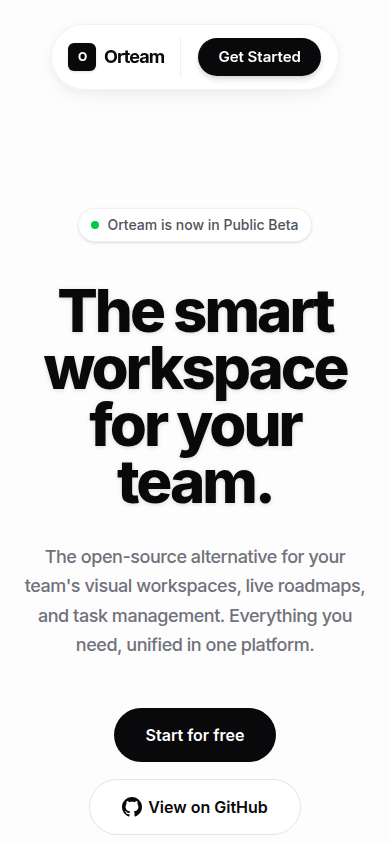 O Orteam Get Started
Orteam is now in Public Beta
The smart
workspace
for your
team.
The open-source alternative for your
team's visual workspaces, live roadmaps,
and task management. Everything you
need, unified in one platform.
Start for free
View on GitHub